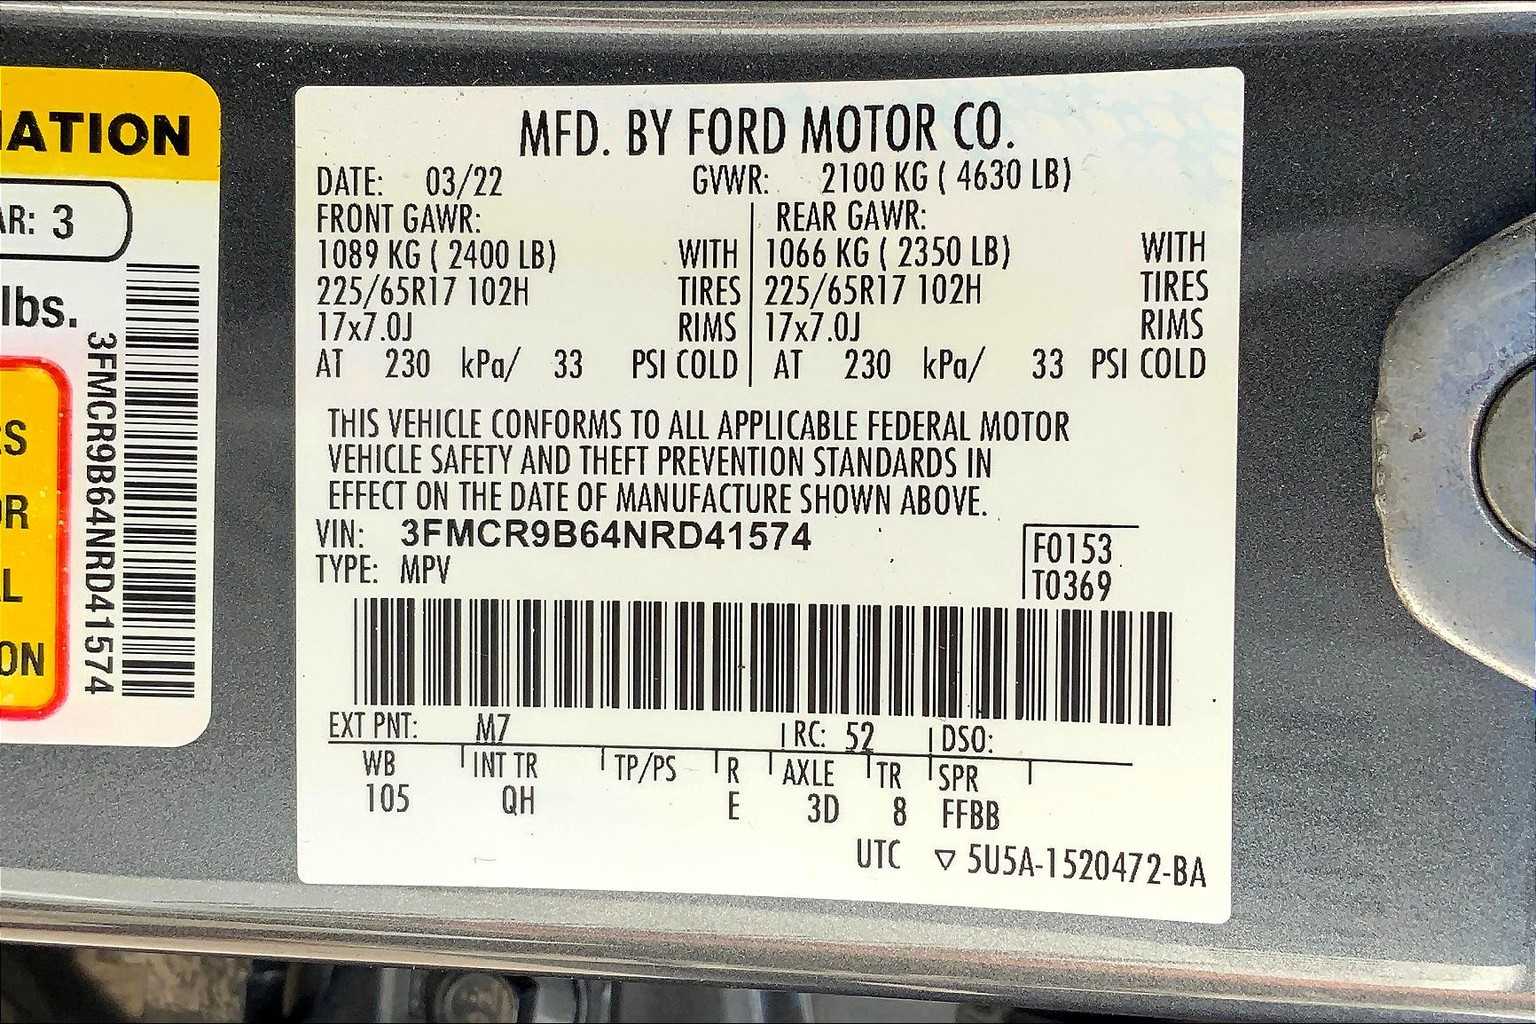 MATION
AR: 3
lbs.
3FMCR9B64NRD41574
OR
ON
MFD. BY FORD MOTOR CO.
DATE: 03/22 GVWR: 2100 KG ( 4630 LB)
FRONT GAWR: REAR GAWR:
1089 KG ( 2400 LB) WITH 1066 KG ( 2350 LB) WITH
225/65R17 102H TIRES 225/65R17 102H TIRES
17x7.0J RIMS 17x7.0J RIMS
AT 230 kPa/ 33 PSI COLD AT 230 kPa/ 33 PSI COLD
THIS VEHICLE CONFORMS TO ALL APPLICABLE FEDERAL MOTOR
VEHICLE SAFETY AND THEFT PREVENTION STANDARDS IN
EFFECT ON THE DATE OF MANUFACTURE SHOWN ABOVE.
VIN: 3FMCR9B64NRD41574
F0153
TYPE: MPV
T0369
EXT PNT: M7 RC: 52 DSO:
WB INT TR TP/PS R AXLE TR SPR
105 QH E 3D 8 FFBB
UTC ▽ 5U5A-1520472-BA